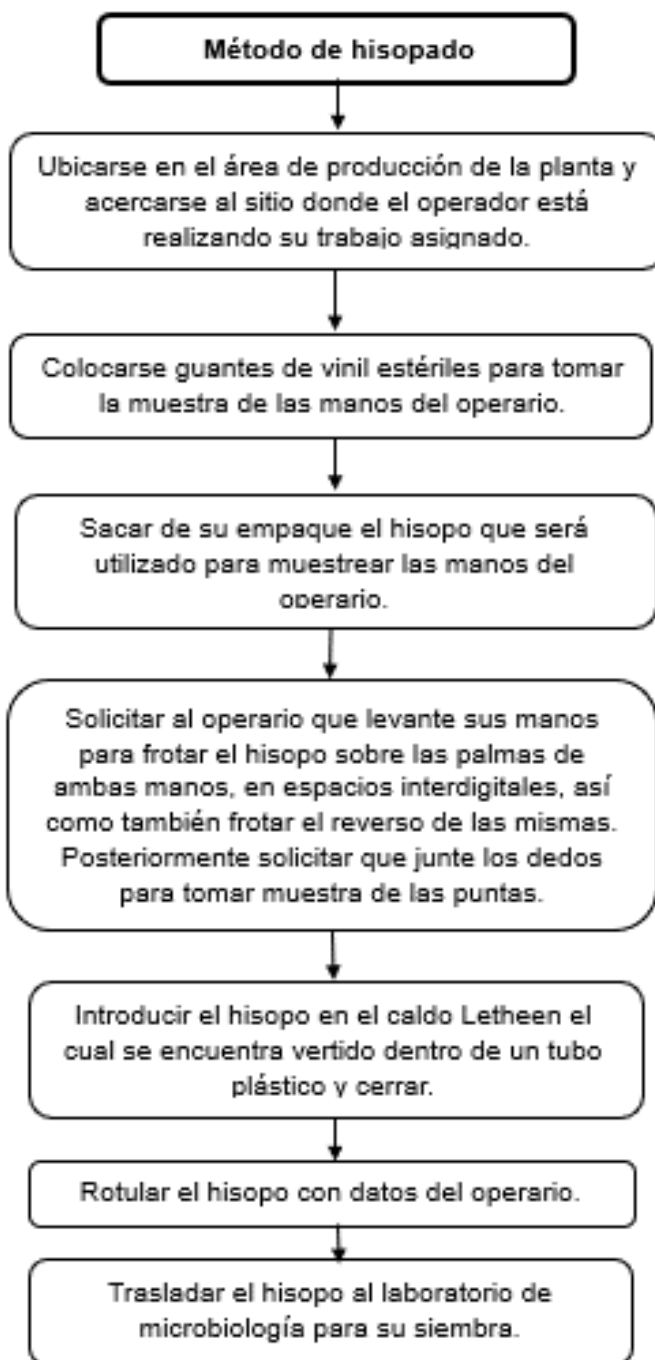 Método de hisopado
Ubicarse en el área de producción de la planta y
acercarse al sitio donde el operador está
realizando su trabajo asignado.
Colocarse guantes de vinil estériles para tomar
la muestra de las manos del operario.
Sacar de su empaque el hisopo que será
utilizado para muestrear las manos del
operario.
Solicitar al operario que levante sus manos
para frotar el hisopo sobre las palmas de
ambas manos, en espacios interdigitales, así
como también frotar el reverso de las mismas.
Posteriormente solicitar que junte los dedos
para tomar muestra de las puntas.
Introducir el hisopo en el caldo Letheen el
cual se encuentra vertido dentro de un tubo
plástico y cerrar.
Rotular el hisopo con datos del operario.
Trasladar el hisopo al laboratorio de
microbiología para su siembra.